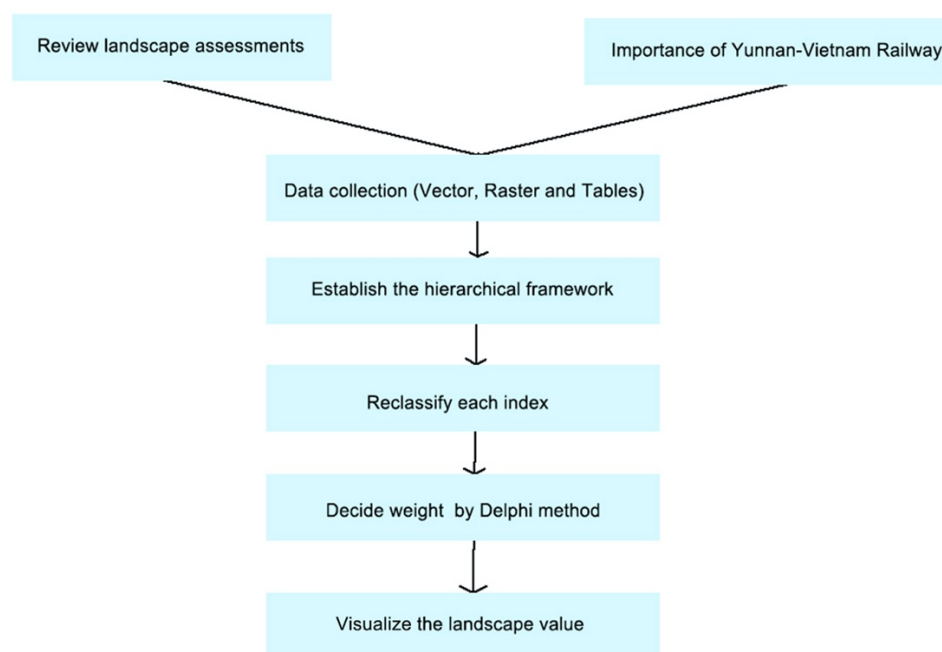 Review landscape assessments
Importance of Yunnan-Vietnam Railway
Data collection (Vector, Raster and Tables)
Establish the hierarchical framework
Reclassify each index
Decide weight by Delphi method
Visualize the landscape value